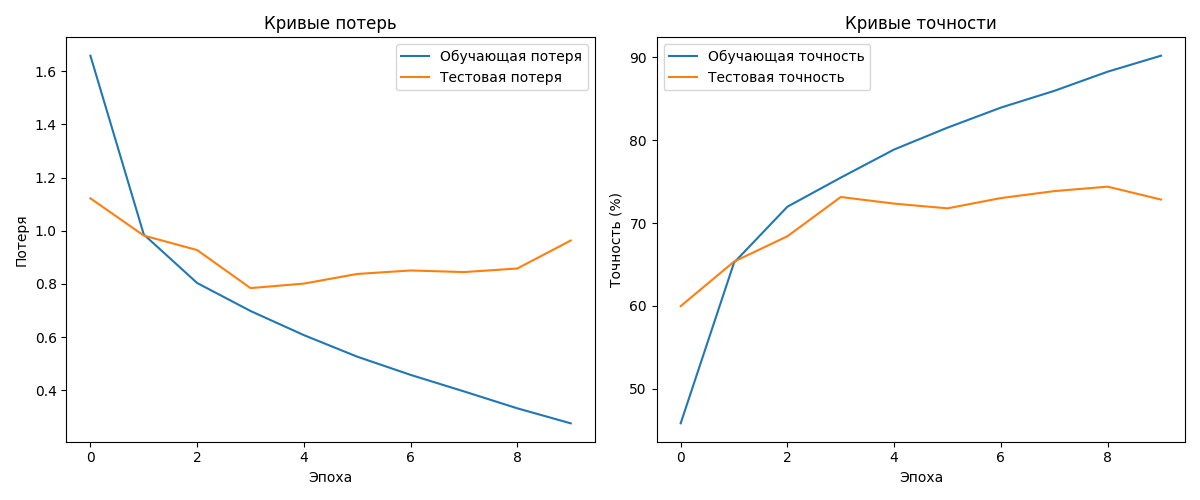 Кривые потерь
Обучающая потеря
Тестовая потеря
Потеря
1.6
1.4
1.2
1.0
0.8
0.6
0.4
0 2 4 6 8
Эпоха
Кривые точности
Обучающая точность
Тестовая точность
Точность (%)
90
80
70
60
50
0 2 4 6 8
Эпоха